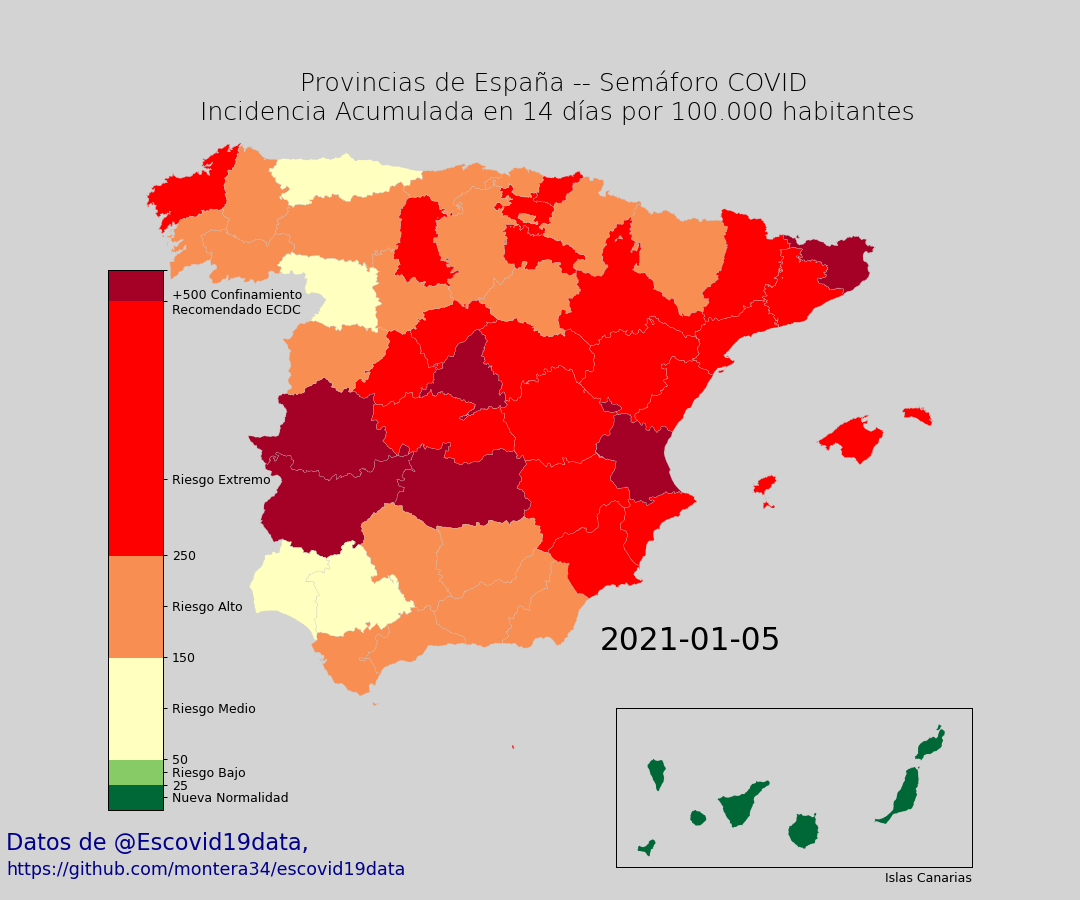 Provincias de España -- Semáforo COVID
Incidencia Acumulada en 14 días por 100.000 habitantes
+500 Confinamiento
Recomendado ECDC
Riesgo Extremo
250
Riesgo Alto
150
2021-01-05
Riesgo Medio
50
Riesgo Bajo
25
Nueva Normalidad
Datos de @Escovid19data,
https://github.com/montera34/escovid19data
Islas Canarias